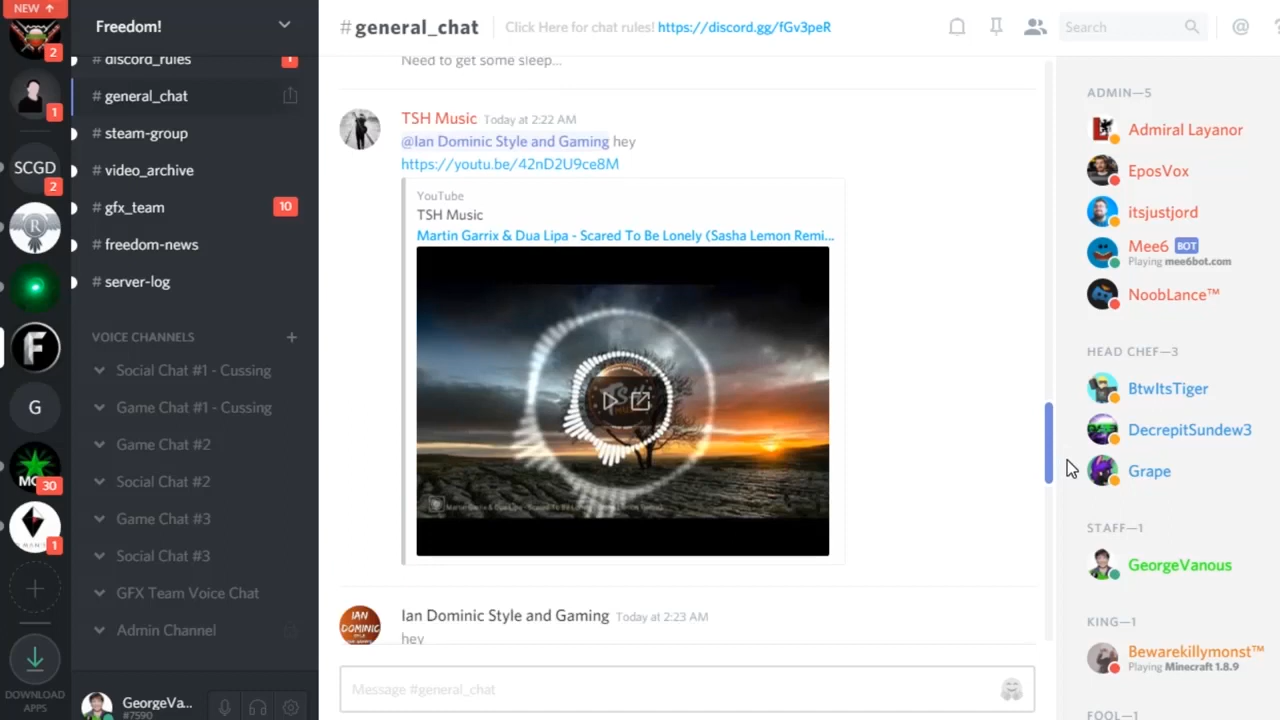 NEW ↑
2
1
SCGD
2
G
30
1
DOWNLOAD
APPS
Freedom!
# discord_rules 1
# general_chat
# steam-group
# video_archive
# gfx_team 10
# freedom-news
# server-log
VOICE CHANNELS +
Social Chat #1 - Cussing
Game Chat #1 - Cussing
Game Chat #2
Social Chat #2
Game Chat #3
Social Chat #3
GFX Team Voice Chat
Admin Channel
GeorgeVa...
#7590
#general_chat
Click Here for chat rules! https://discord.gg/fGv3peR
Search
@
Need to get some sleep...
TSH Music Today at 2:22 AM
@Ian Dominic Style and Gaming hey
https://youtu.be/42nD2U9ce8M
YouTube
TSH Music
Martin Garrix & Dua Lipa - Scared To Be Lonely (Sasha Lemon Remi...
IAN
DOMINIC
Ian Dominic Style and Gaming Today at 2:23 AM
hey
Message #general_chat
ADMIN—5
Admiral Layanor
EposVox
itsjustjord
Mee6 BOT
Playing mee6bot.com
NoobLance™
HEAD CHEF—3
BtwItsTiger
DecrepitSundew3
Grape
STAFF—1
GeorgeVanous
KING—1
Bewarekillymonst™
Playing Minecraft 1.8.9
FOOL—1